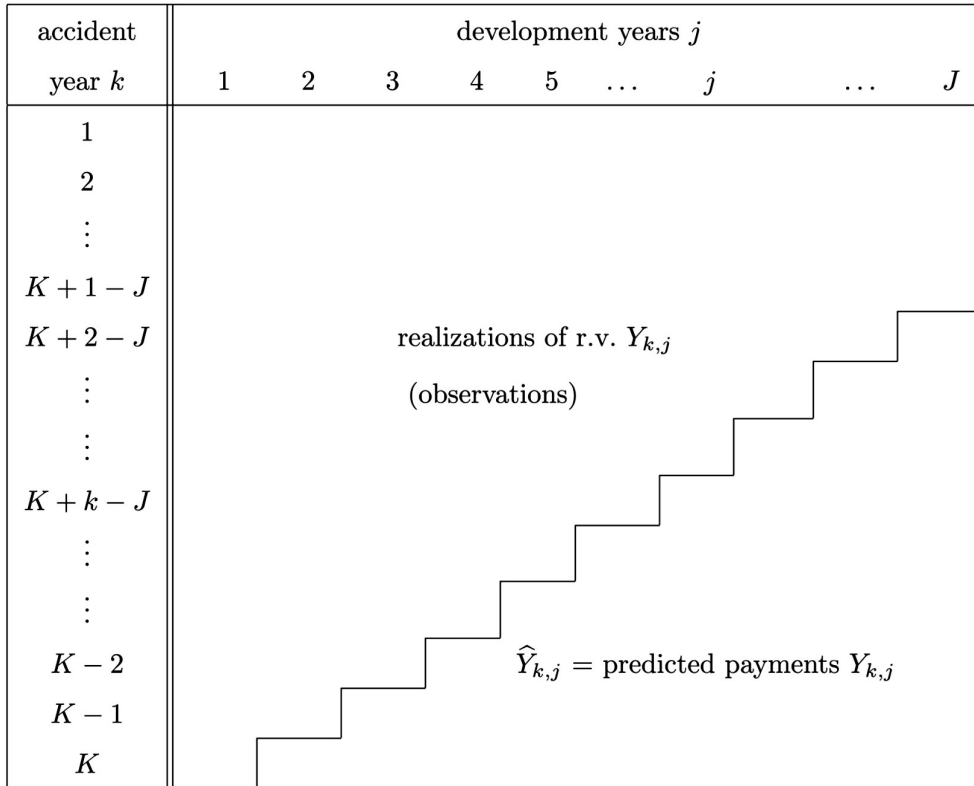 accident development years j
year k 1 2 3 4 5 ... j ... J
1
2
⋮
K + 1 − J
K + 2 − J realizations of r.v. Y_{k,j}
⋮ (observations)
⋮
K + k − J
⋮
⋮
K − 2 Ŷ_{k,j} = predicted payments Y_{k,j}
K − 1
K